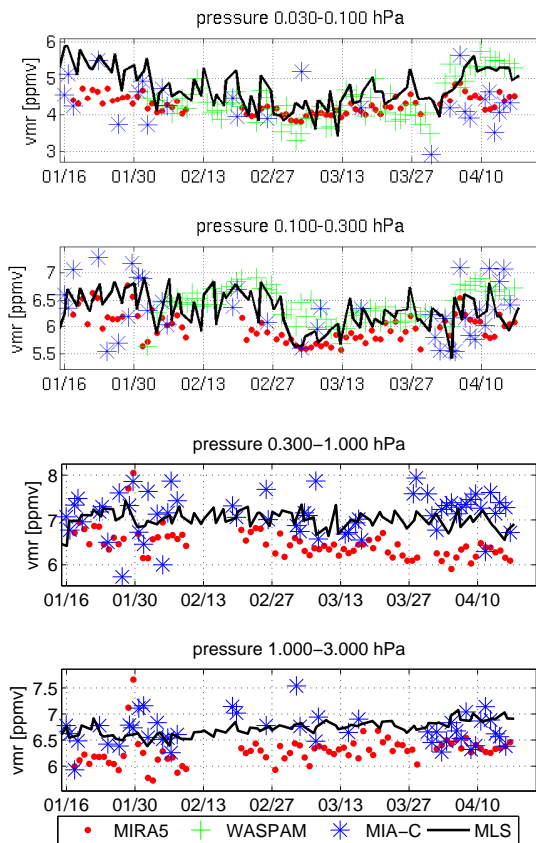 pressure 0.030-0.100 hPa
vmr [ppmv]
6
5
4
3
01/16 01/30 02/13 02/27 03/13 03/27 04/10
pressure 0.100-0.300 hPa
vmr [ppmv]
7
6.5
6
5.5
01/16 01/30 02/13 02/27 03/13 03/27 04/10
pressure 0.300−1.000 hPa
vmr [ppmv]
8
7
6
01/16 01/30 02/13 02/27 03/13 03/27 04/10
pressure 1.000−3.000 hPa
vmr [ppmv]
7.5
7
6.5
6
01/16 01/30 02/13 02/27 03/13 03/27 04/10
MIRA5 WASPAM MIA−C MLS